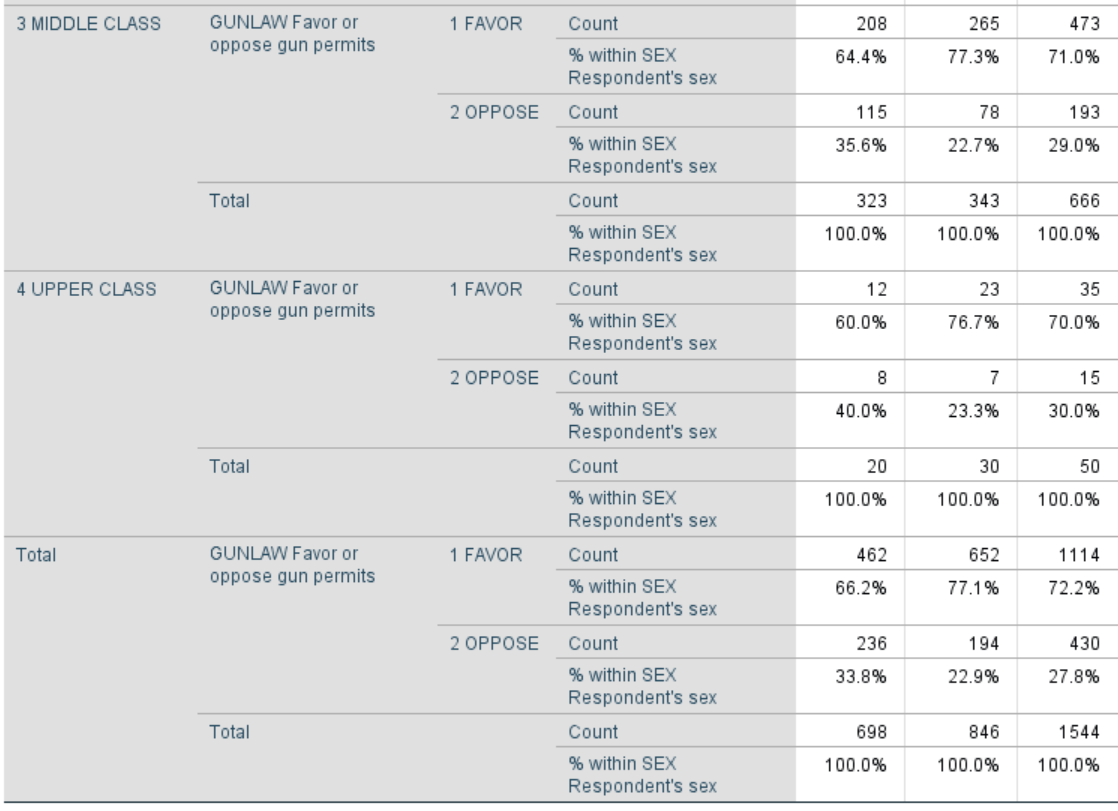 3 MIDDLE CLASS GUNLAW Favor or oppose gun permits 1 FAVOR Count 208 265 473
% within SEX Respondent's sex 64.4% 77.3% 71.0%
2 OPPOSE Count 115 78 193
% within SEX Respondent's sex 35.6% 22.7% 29.0%
Total Count 323 343 666
% within SEX Respondent's sex 100.0% 100.0% 100.0%
4 UPPER CLASS GUNLAW Favor or oppose gun permits 1 FAVOR Count 12 23 35
% within SEX Respondent's sex 60.0% 76.7% 70.0%
2 OPPOSE Count 8 7 15
% within SEX Respondent's sex 40.0% 23.3% 30.0%
Total Count 20 30 50
% within SEX Respondent's sex 100.0% 100.0% 100.0%
Total GUNLAW Favor or oppose gun permits 1 FAVOR Count 462 652 1114
% within SEX Respondent's sex 66.2% 77.1% 72.2%
2 OPPOSE Count 236 194 430
% within SEX Respondent's sex 33.8% 22.9% 27.8%
Total Count 698 846 1544
% within SEX Respondent's sex 100.0% 100.0% 100.0%